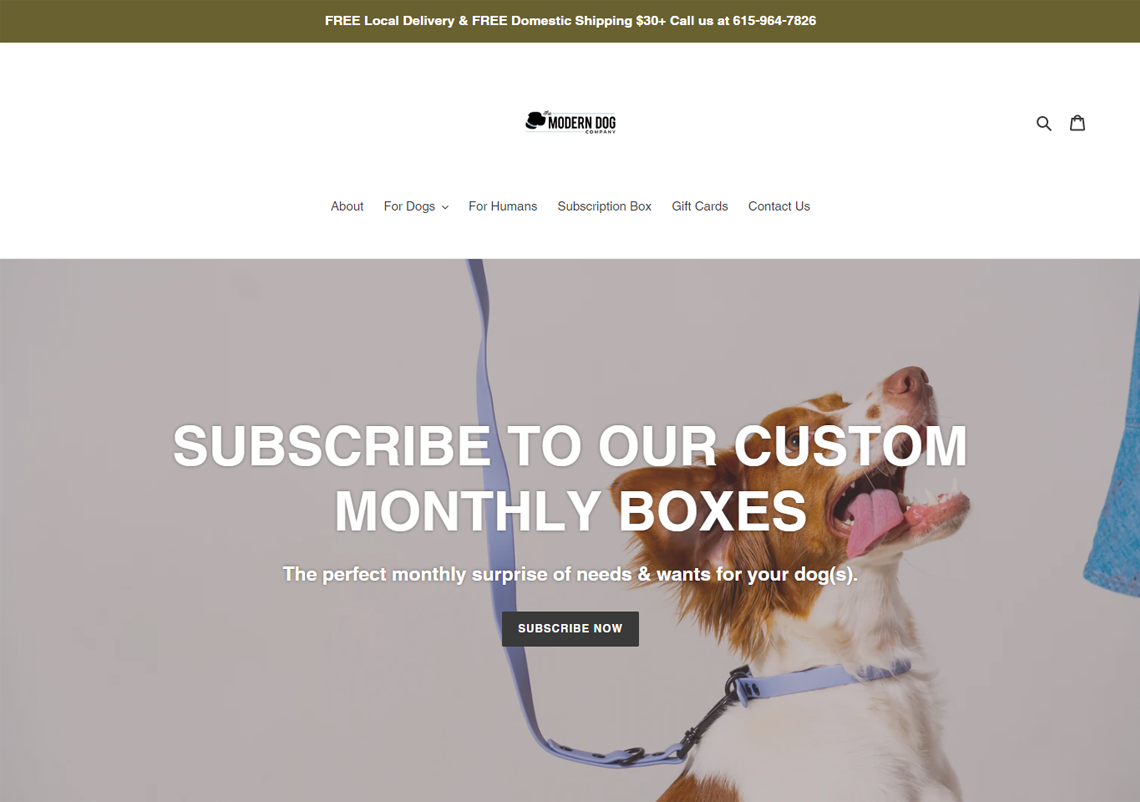 FREE Local Delivery & FREE Domestic Shipping $30+ Call us at 615-964-7826
the
MODERN DOG
COMPANY
About For Dogs For Humans Subscription Box Gift Cards Contact Us
SUBSCRIBE TO OUR CUSTOM
MONTHLY BOXES
The perfect monthly surprise of needs & wants for your dog(s).
SUBSCRIBE NOW